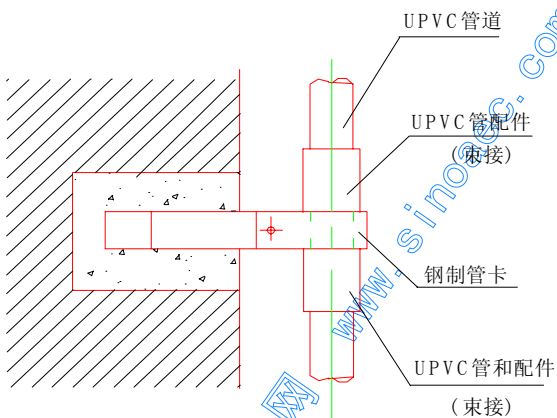 UPVC管道
UPVC管配件
(束接)
钢制管卡
UPVC管和配件
(束接)
网 www.sinoaec.com